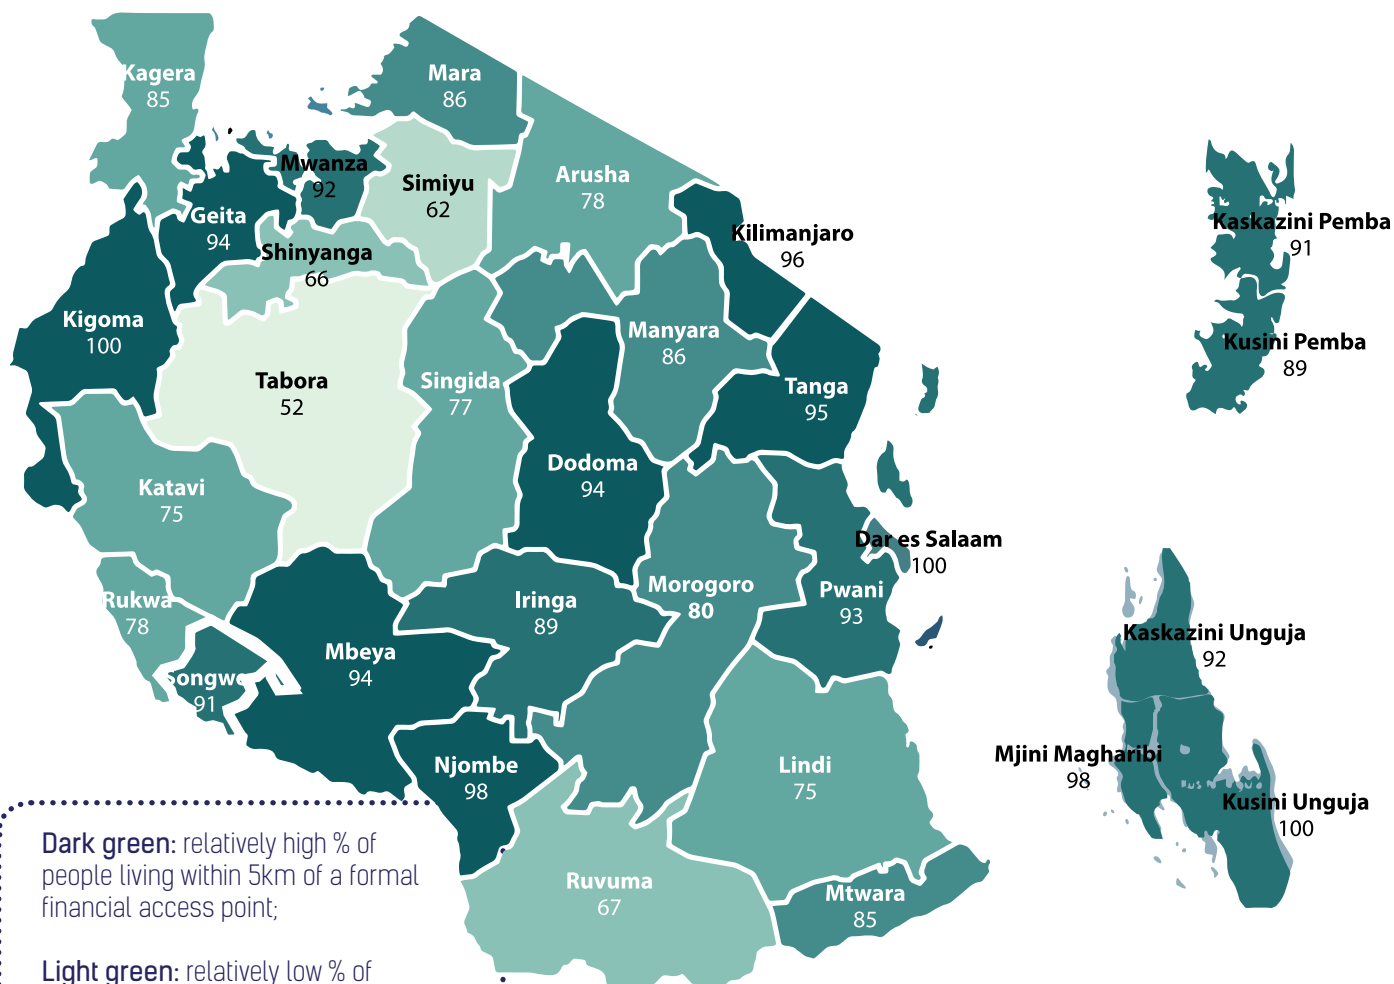 Kagera
85
Mara
86
Mwanza
92
Simiyu
62
Arusha
78
Geita
94
Shinyanga
66
Kilimanjaro
96
Kigoma
100
Manyara
86
Tabora
52
Singida
77
Tanga
95
Dodoma
94
Katavi
75
Dar es Salaam
100
Morogoro
80
Pwani
93
Rukwa
78
Iringa
89
Mbeya
94
Songwe
91
Njombe
98
Lindi
75
Ruvuma
67
Mtwara
85
Kaskazini Pemba
91
Kusini Pemba
89
Kaskazini Unguja
92
Mjini Magharibi
98
Kusini Unguja
100
Dark green: relatively high % of
people living within 5km of a formal
financial access point;
Light green: relatively low % of